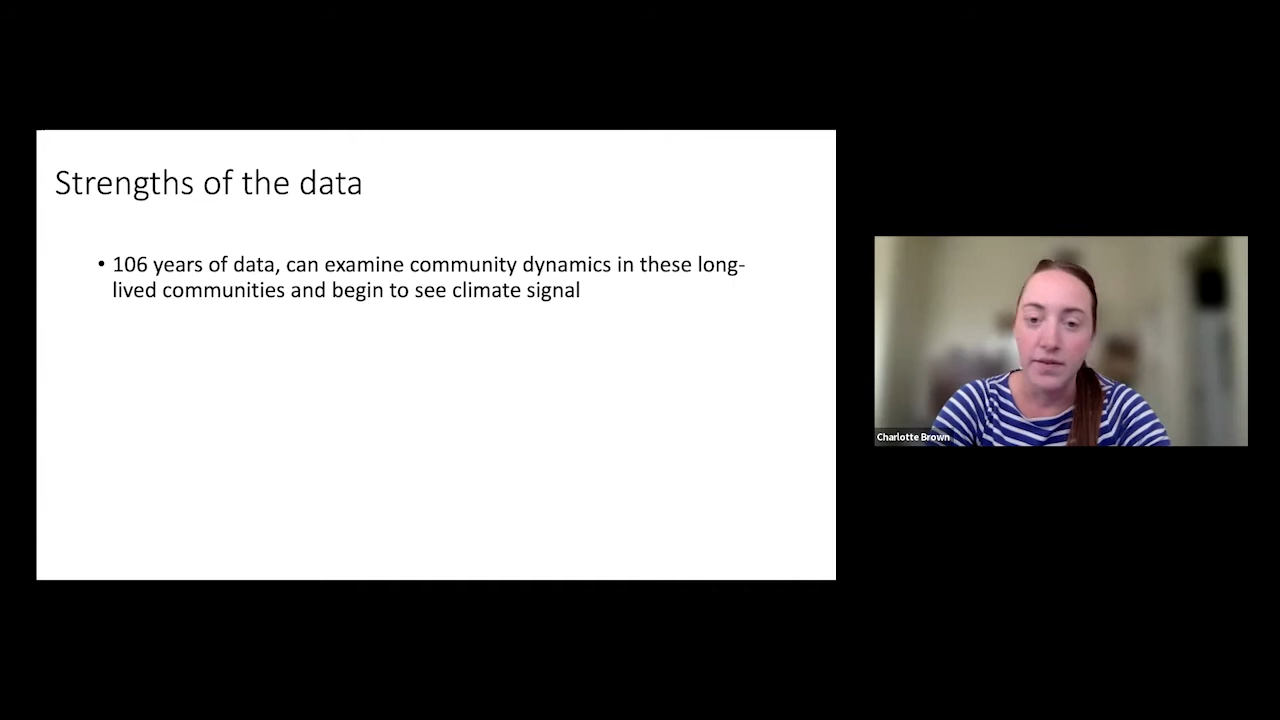 Strengths of the data
• 106 years of data, can examine community dynamics in these long-
lived communities and begin to see climate signal
Charlotte Brown